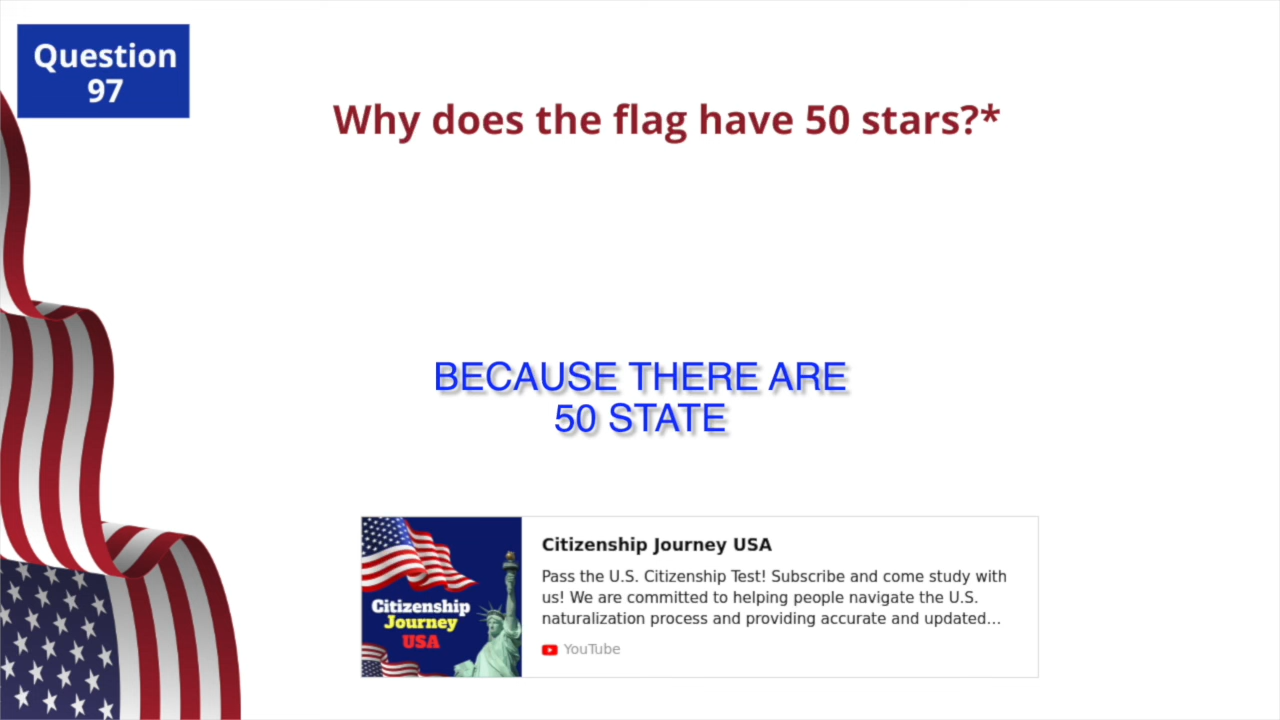 Question
97
Why does the flag have 50 stars?*
BECAUSE THERE ARE
50 STATE
Citizenship Journey USA
Pass the U.S. Citizenship Test! Subscribe and come study with
us! We are committed to helping people navigate the U.S.
naturalization process and providing accurate and updated...
YouTube
Citizenship
Journey
USA